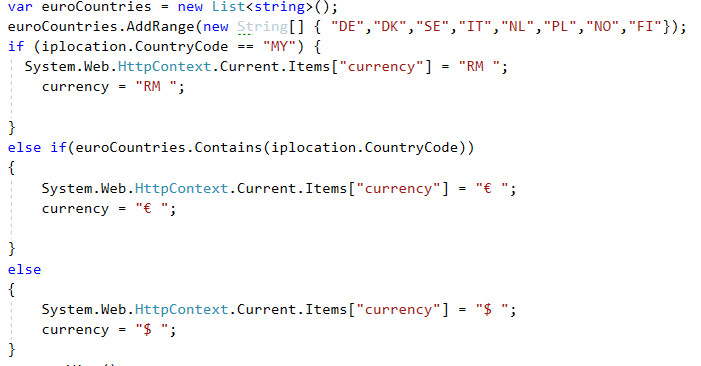 var euroCountries = new List<string>();
euroCountries.AddRange(new String[] { "DE","DK","SE","IT","NL","PL","NO","FI"});
if (iplocation.CountryCode == "MY") {
System.Web.HttpContext.Current.Items["currency"] = "RM ";
currency = "RM ";
}
else if(euroCountries.Contains(iplocation.CountryCode))
{
System.Web.HttpContext.Current.Items["currency"] = "€ ";
currency = "€ ";
}
else
{
System.Web.HttpContext.Current.Items["currency"] = "$ ";
currency = "$ ";
}